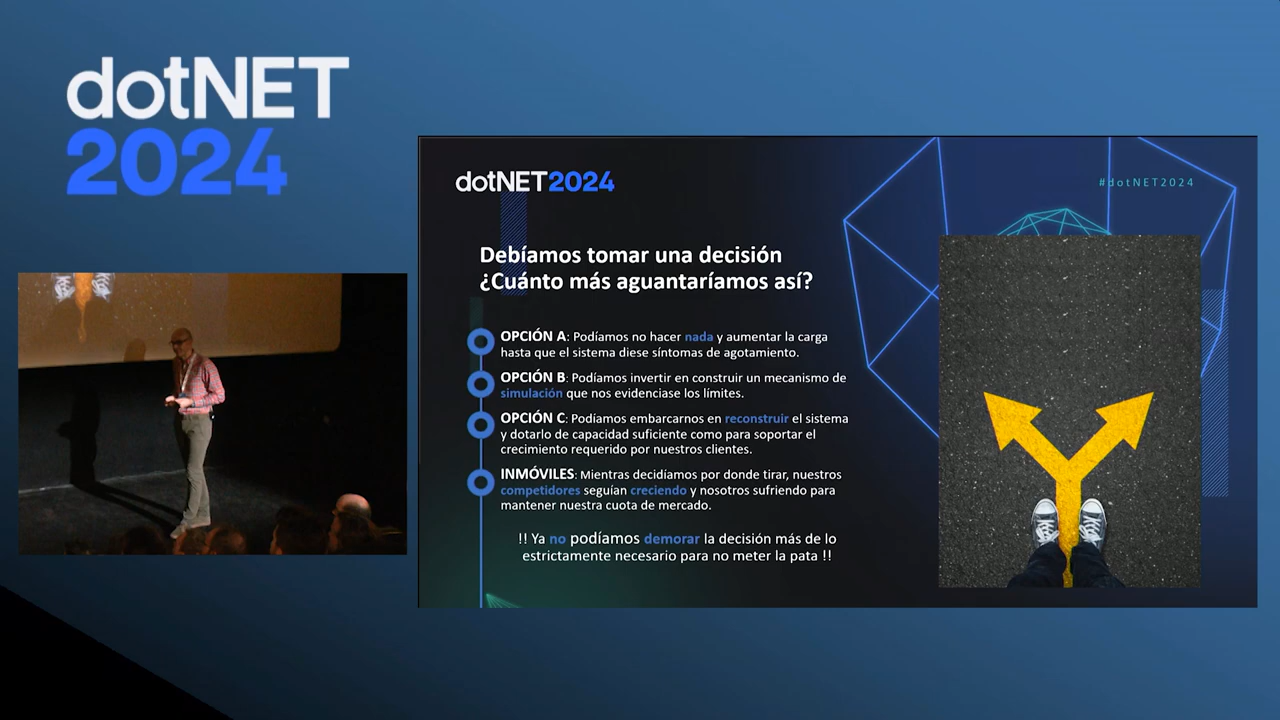 dotNET
2024
dotNET2024
#dotNET2024
Debíamos tomar una decisión
¿Cuánto más aguantaríamos así?
OPCIÓN A: Podíamos no hacer nada y aumentar la carga
hasta que el sistema diese síntomas de agotamiento.
OPCIÓN B: Podíamos invertir en construir un mecanismo de
simulación que nos evidenciase los límites.
OPCIÓN C: Podíamos embarcarnos en reconstruir el sistema
y dotarlo de capacidad suficiente como para soportar el
crecimiento requerido por nuestros clientes.
INMÓVILES: Mientras decidíamos por donde tirar, nuestros
competidores seguían creciendo y nosotros sufriendo para
mantener nuestra cuota de mercado.
!! Ya no podíamos demorar la decisión más de lo
estrictamente necesario para no meter la pata !!